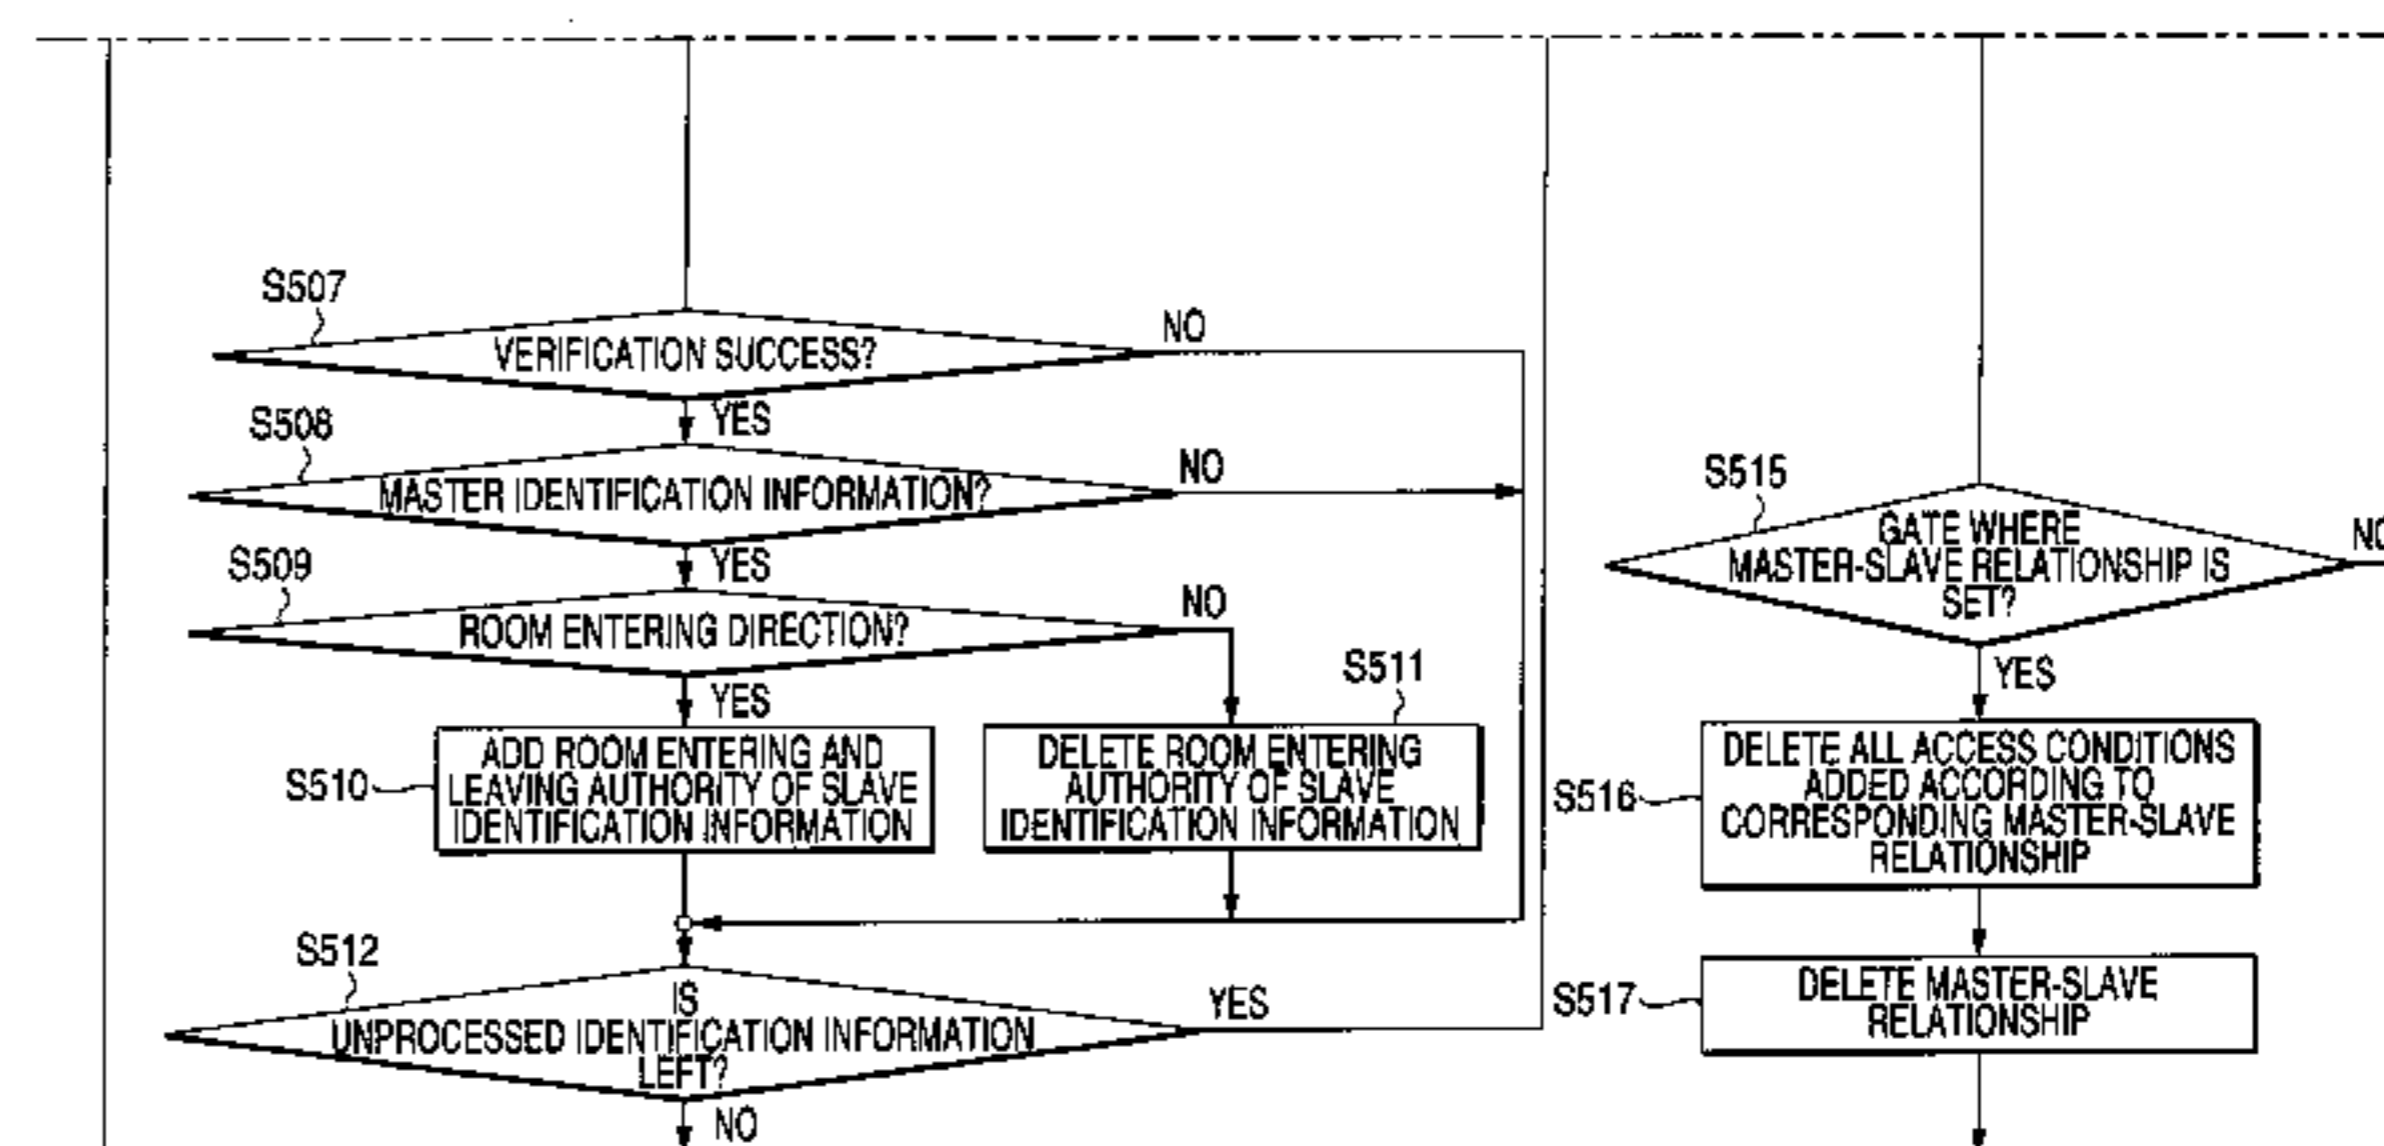 S507
NO
VERIFICATION SUCCESS?
YES
S508
NO
MASTER IDENTIFICATION INFORMATION?
YES
S509
NO
ROOM ENTERING DIRECTION?
YES
S510
ADD ROOM ENTERING AND
LEAVING AUTHORITY OF SLAVE
IDENTIFICATION INFORMATION
S511
DELETE ROOM ENTERING
AUTHORITY OF SLAVE
IDENTIFICATION INFORMATION
S512
IS
UNPROCESSED IDENTIFICATION INFORMATION
LEFT?
YES
NO
S515
GATE WHERE
MASTER-SLAVE RELATIONSHIP IS
SET?
NO
YES
S516
DELETE ALL ACCESS CONDITIONS
ADDED ACCORDING TO
CORRESPONDING MASTER-SLAVE
RELATIONSHIP
S517
DELETE MASTER-SLAVE
RELATIONSHIP